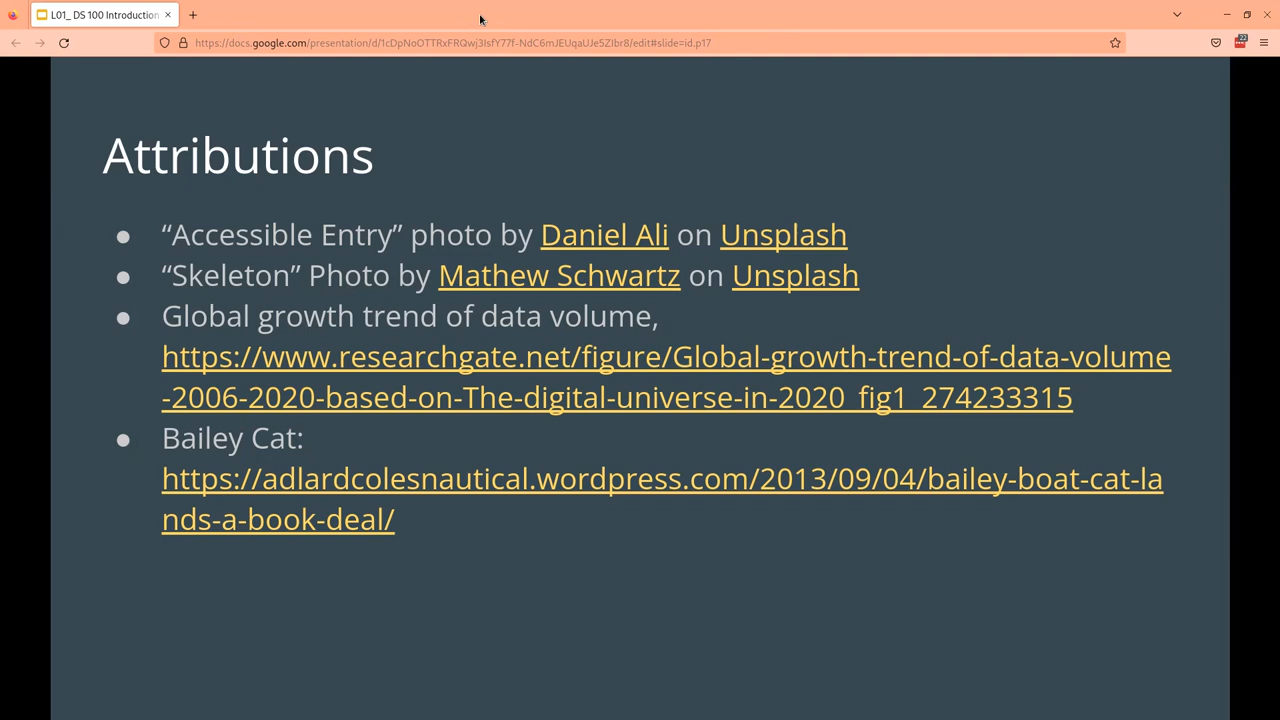 L01_ DS 100 Introduction
https://docs.google.com/presentation/d/1cDpNoOTTRxFRQwj3IsfY77f-NdC6mJEUqaUJe5ZIbr8/edit#slide=id.p17
22
Attributions
● “Accessible Entry” photo by Daniel Ali on Unsplash
● “Skeleton” Photo by Mathew Schwartz on Unsplash
● Global growth trend of data volume,
https://www.researchgate.net/figure/Global-growth-trend-of-data-volume
-2006-2020-based-on-The-digital-universe-in-2020_fig1_274233315
● Bailey Cat:
https://adlardcolesnautical.wordpress.com/2013/09/04/bailey-boat-cat-la
nds-a-book-deal/